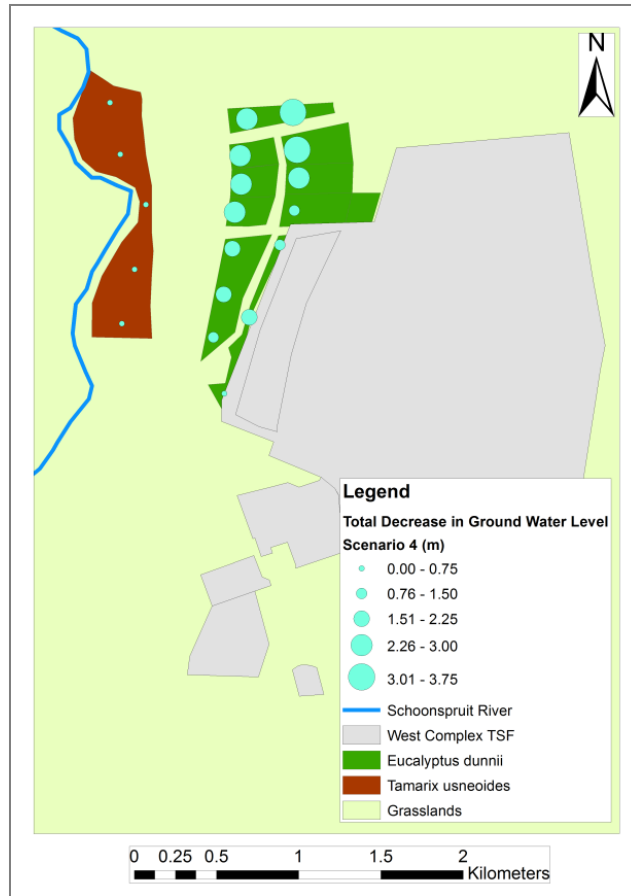 N
Legend
Total Decrease in Ground Water Level
Scenario 4 (m)
0.00 - 0.75
0.76 - 1.50
1.51 - 2.25
2.26 - 3.00
3.01 - 3.75
Schoonspruit River
West Complex TSF
Eucalyptus dunnii
Tamarix usneoides
Grasslands
0 0.25 0.5 1 1.5 2
Kilometers